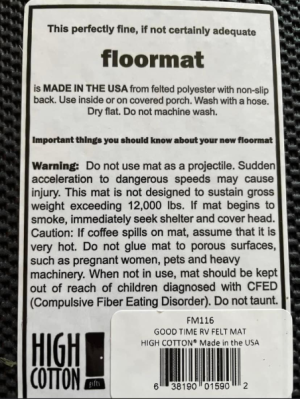 This perfectly fine, if not certainly adequate
floormat
is MADE IN THE USA from felted polyester with non-slip
back. Use inside or on covered porch. Wash with a hose.
Dry flat. Do not machine wash.
Important things you should know about your new floormat
Warning: Do not use mat as a projectile. Sudden
acceleration to dangerous speeds may cause
injury. This mat is not designed to sustain gross
weight exceeding 12,000 lbs. If mat begins to
smoke, immediately seek shelter and cover head.
Caution: If coffee spills on mat, assume that it is
very hot. Do not glue mat to porous surfaces,
such as pregnant women, pets and heavy
machinery. When not in use, mat should be kept
out of reach of children diagnosed with CFED
(Compulsive Fiber Eating Disorder). Do not taunt.
HIGH
COTTON
FM116
GOOD TIME RV FELT MAT
HIGH COTTON® Made in the USA
6 38190 01590 2